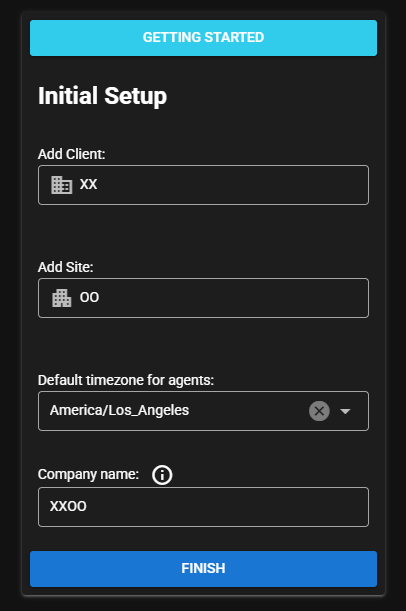 GETTING STARTED
Initial Setup
Add Client:
XX
Add Site:
OO
Default timezone for agents:
America/Los_Angeles
Company name:
XXOO
FINISH